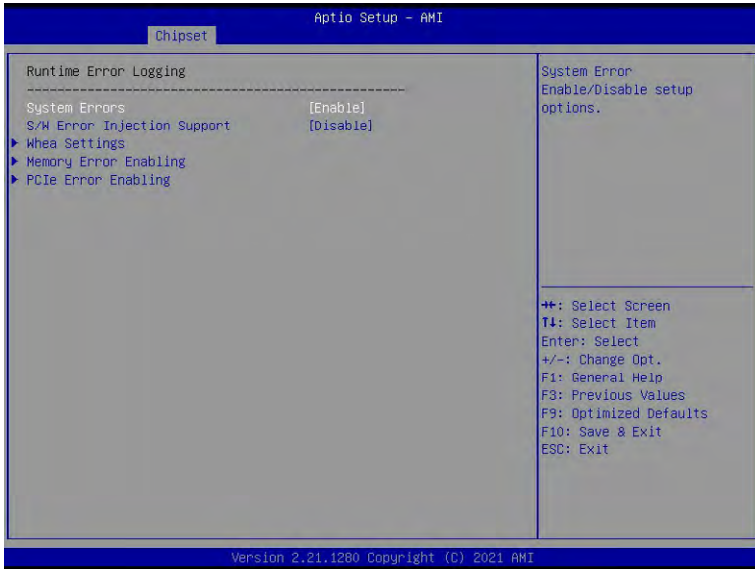 Aptio Setup – AMI
Chipset
Runtime Error Logging
System Errors [Enable]
S/W Error Injection Support [Disable]
Whea Settings
Memory Error Enabling
PCIe Error Enabling
System Error
Enable/Disable setup
options.
→←: Select Screen
↑↓: Select Item
Enter: Select
+/-: Change Opt.
F1: General Help
F3: Previous Values
F9: Optimized Defaults
F10: Save & Exit
ESC: Exit
Version 2.21.1280 Copyright (C) 2021 AMI